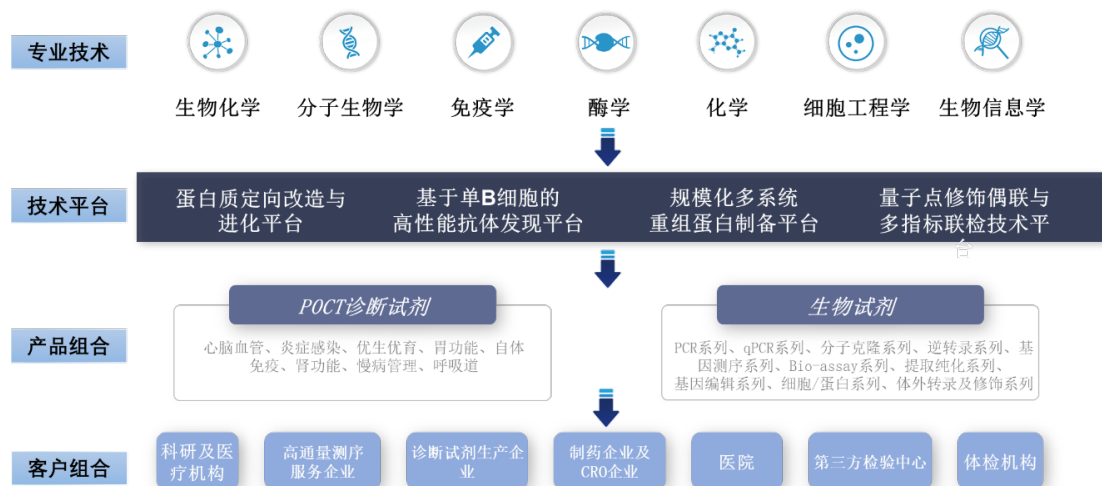 专业技术
生物化学
分子生物学
免疫学
酶学
化学
细胞工程学
生物信息学
技术平台
蛋白质定向改造与
进化平台
基于单B细胞的
高性能抗体发现平台
规模化多系统
重组蛋白制备平台
量子点修饰偶联与
多指标联检技术平
台
产品组合
POCT诊断试剂
心脑血管、炎症感染、优生优育、胃功能、自体
免疫、肾功能、慢病管理、呼吸道
生物试剂
PCR系列、qPCR系列、分子克隆系列、逆转录系列、基
因测序系列、Bio-assay系列、提取纯化系列、
基因编辑系列、细胞/蛋白系列、体外转录及修饰系列
客户组合
科研及医
疗机构
高通量测序
服务企业
诊断试剂生产企
业
制药企业及
CRO企业
医院
第三方检验中心
体检机构